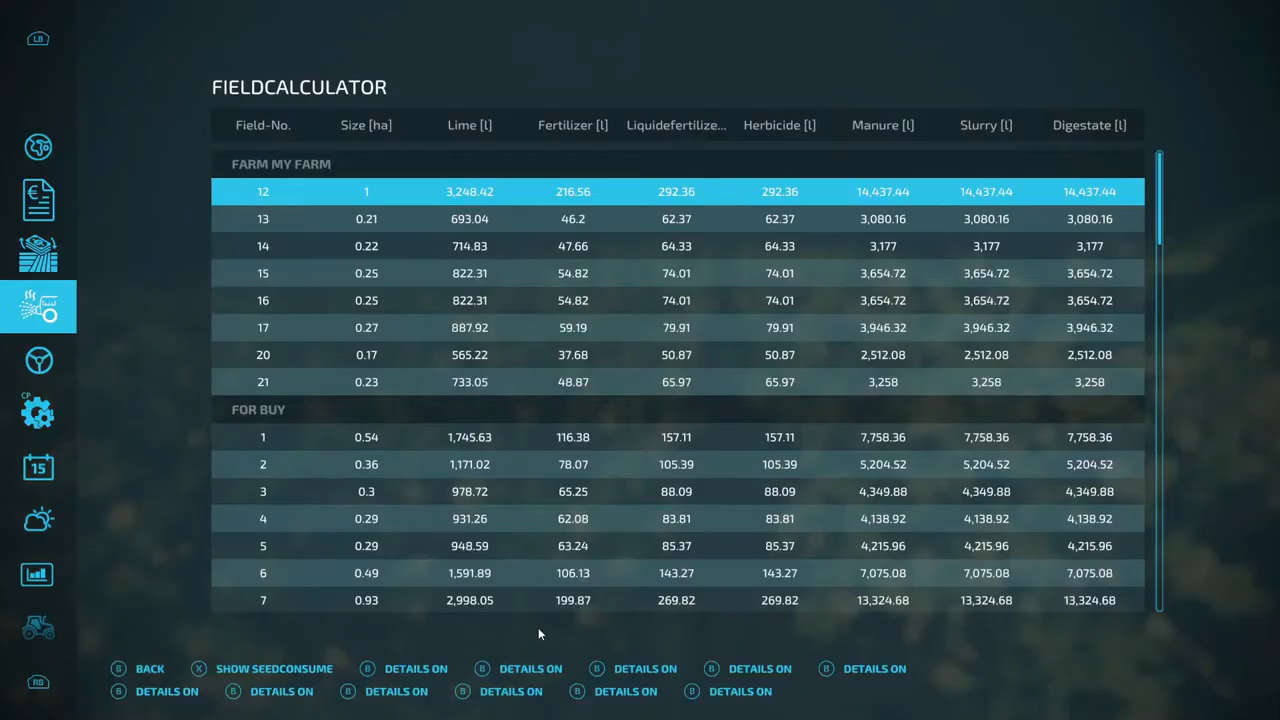 LB
FIELDCALCULATOR
Field-No. Size [ha] Lime [l] Fertilizer [l] Liquidefertilize... Herbicide [l] Manure [l] Slurry [l] Digestate [l]
FARM MY FARM
12 1 3,248.42 216.56 292.36 292.36 14,437.44 14,437.44 14,437.44
13 0.21 693.04 46.2 62.37 62.37 3,080.16 3,080.16 3,080.16
14 0.22 714.83 47.66 64.33 64.33 3,177 3,177 3,177
15 0.25 822.31 54.82 74.01 74.01 3,654.72 3,654.72 3,654.72
16 0.25 822.31 54.82 74.01 74.01 3,654.72 3,654.72 3,654.72
17 0.27 887.92 59.19 79.91 79.91 3,946.32 3,946.32 3,946.32
20 0.17 565.22 37.68 50.87 50.87 2,512.08 2,512.08 2,512.08
21 0.23 733.05 48.87 65.97 65.97 3,258 3,258 3,258
FOR BUY
1 0.54 1,745.63 116.38 157.11 157.11 7,758.36 7,758.36 7,758.36
2 0.36 1,171.02 78.07 105.39 105.39 5,204.52 5,204.52 5,204.52
3 0.3 978.72 65.25 88.09 88.09 4,349.88 4,349.88 4,349.88
4 0.29 931.26 62.08 83.81 83.81 4,138.92 4,138.92 4,138.92
5 0.29 948.59 63.24 85.37 85.37 4,215.96 4,215.96 4,215.96
6 0.49 1,591.89 106.13 143.27 143.27 7,075.08 7,075.08 7,075.08
7 0.93 2,998.05 199.87 269.82 269.82 13,324.68 13,324.68 13,324.68
€
CP
15
RB
B BACK X SHOW SEEDCONSUME B DETAILS ON B DETAILS ON B DETAILS ON B DETAILS ON B DETAILS ON
B DETAILS ON B DETAILS ON B DETAILS ON B DETAILS ON B DETAILS ON B DETAILS ON